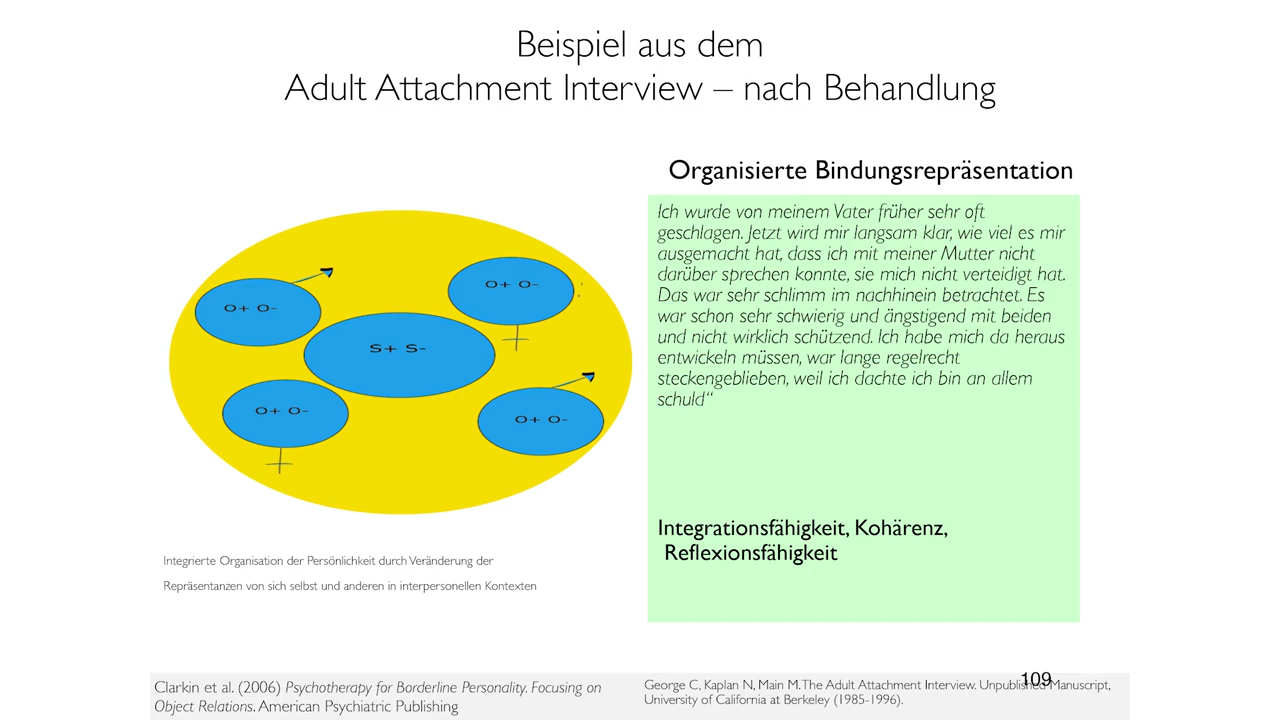 Beispiel aus dem
Adult Attachment Interview – nach Behandlung
Organisierte Bindungsrepräsentation
Ich wurde von meinem Vater früher sehr oft
geschlagen. Jetzt wird mir langsam klar, wie viel es mir
ausgemacht hat, dass ich mit meiner Mutter nicht
darüber sprechen konnte, sie mich nicht verteidigt hat.
Das war sehr schlimm im nachhinein betrachtet. Es
war schon sehr schwierig und ängstigend mit beiden
und nicht wirklich schützend. Ich habe mich da heraus
entwickeln müssen, war lange regelrecht
steckengeblieben, weil ich dachte ich bin an allem
schuld“
Integrationsfähigkeit, Kohärenz,
Reflexionsfähigkeit
O+ O-
O+ O-
S+ S-
O+ O-
O+ O-
Integrierte Organisation der Persönlichkeit durch Veränderung der
Repräsentanzen von sich selbst und anderen in interpersonellen Kontexten
Clarkin et al. (2006) Psychotherapy for Borderline Personality. Focusing on
Object Relations. American Psychiatric Publishing
George C, Kaplan N, Main M. The Adult Attachment Interview. Unpublished Manuscript,
University of California at Berkeley (1985-1996).
109